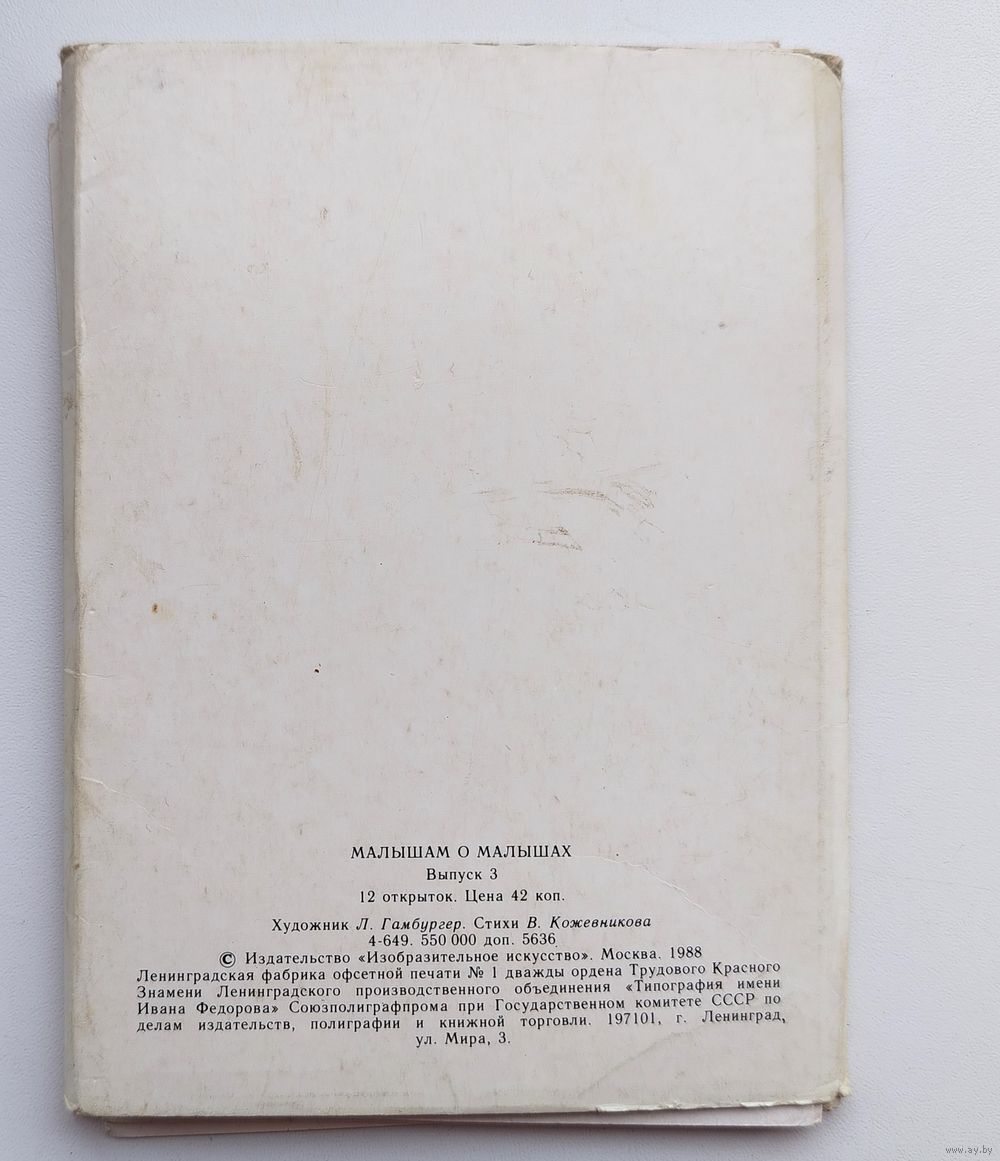 МАЛЫШАМ О МАЛЫШАХ
Выпуск 3
12 открыток. Цена 42 коп.
Художник Л. Гамбургер. Стихи В. Кожевникова
4-649. 550 000 доп. 5636
© Издательство «Изобразительное искусство». Москва. 1988
Ленинградская фабрика офсетной печати № 1 дважды ордена Трудового Красного
Знамени Ленинградского производственного объединения «Типография имени
Ивана Федорова» Союзполиграфпрома при Государственном комитете СССР по
делам издательств, полиграфии и книжной торговли. 197101, г. Ленинград,
ул. Мира, 3.
www.ay.by